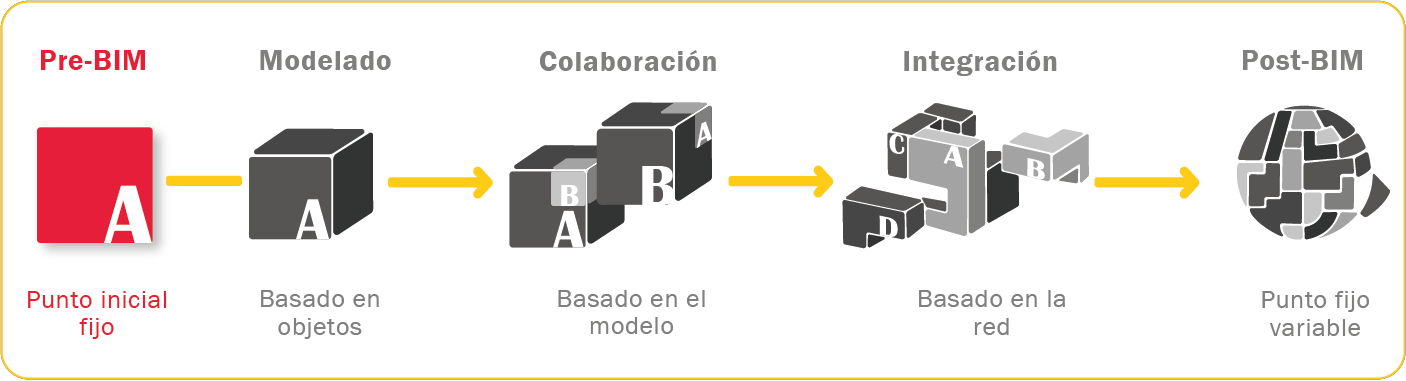 Pre-BIM
Modelado
Colaboración
Integración
Post-BIM
A
A
B
A
A
B
C
A
B
D
Punto inicial
fijo
Basado en
objetos
Basado en el
modelo
Basado en la
red
Punto fijo
variable